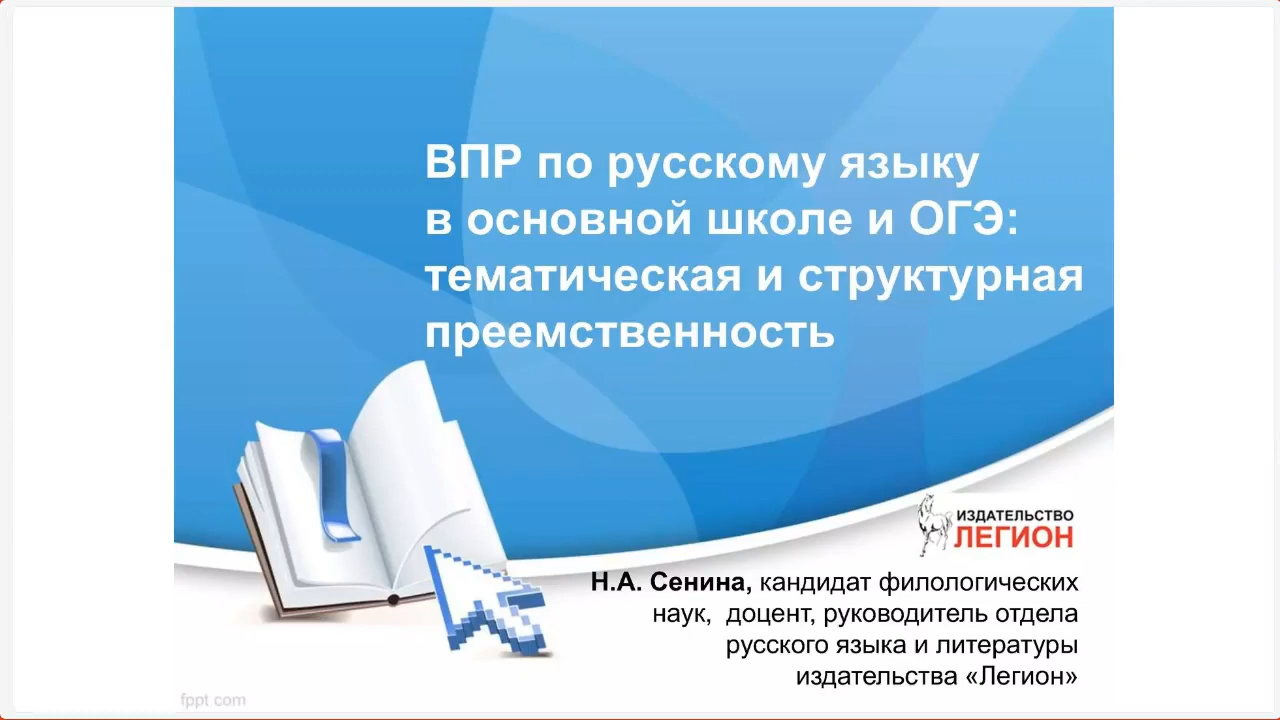 ВПР по русскому языку
в основной школе и ОГЭ:
тематическая и структурная
преемственность
ИЗДАТЕЛЬСТВО
ЛЕГИОН
Н.А. Сенина, кандидат филологических
наук, доцент, руководитель отдела
русского языка и литературы
издательства «Легион»
fppt.com